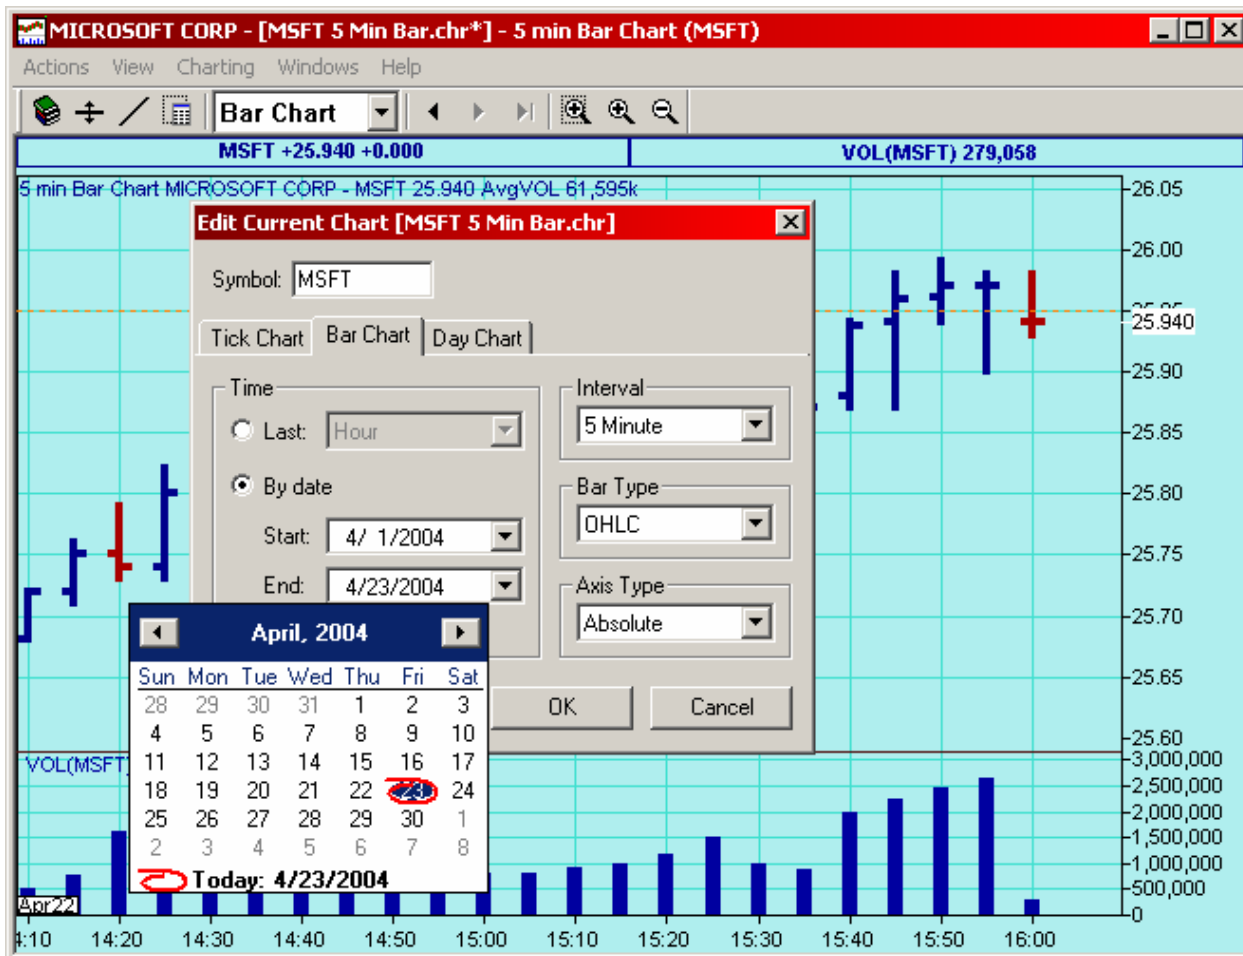 MICROSOFT CORP - [MSFT 5 Min Bar.chr*] - 5 min Bar Chart (MSFT)
Actions View Charting Windows Help
Bar Chart
MSFT +25.940 +0.000 VOL(MSFT) 279,058
5 min Bar Chart MICROSOFT CORP - MSFT 25.940 AvgVOL 61,595k
26.05
Edit Current Chart [MSFT 5 Min Bar.chr]
26.00
Symbol: MSFT
25.940
Tick Chart Bar Chart Day Chart
25.90
Time
Interval
Last: Hour
5 Minute
25.85
By date
Bar Type
25.80
Start: 4/ 1/2004
OHLC
25.75
End: 4/23/2004
Axis Type
25.70
Absolute
25.65
OK Cancel
25.60
April, 2004
Sun Mon Tue Wed Thu Fri Sat
28 29 30 31 1 2 3
4 5 6 7 8 9 10
11 12 13 14 15 16 17
18 19 20 21 22 23 24
25 26 27 28 29 30 1
2 3 4 5 6 7 8
Today: 4/23/2004
VOL(MSFT)
3,000,000
2,500,000
2,000,000
1,500,000
1,000,000
500,000
0
Apr22
4:10 14:20 14:30 14:40 14:50 15:00 15:10 15:20 15:30 15:40 15:50 16:00